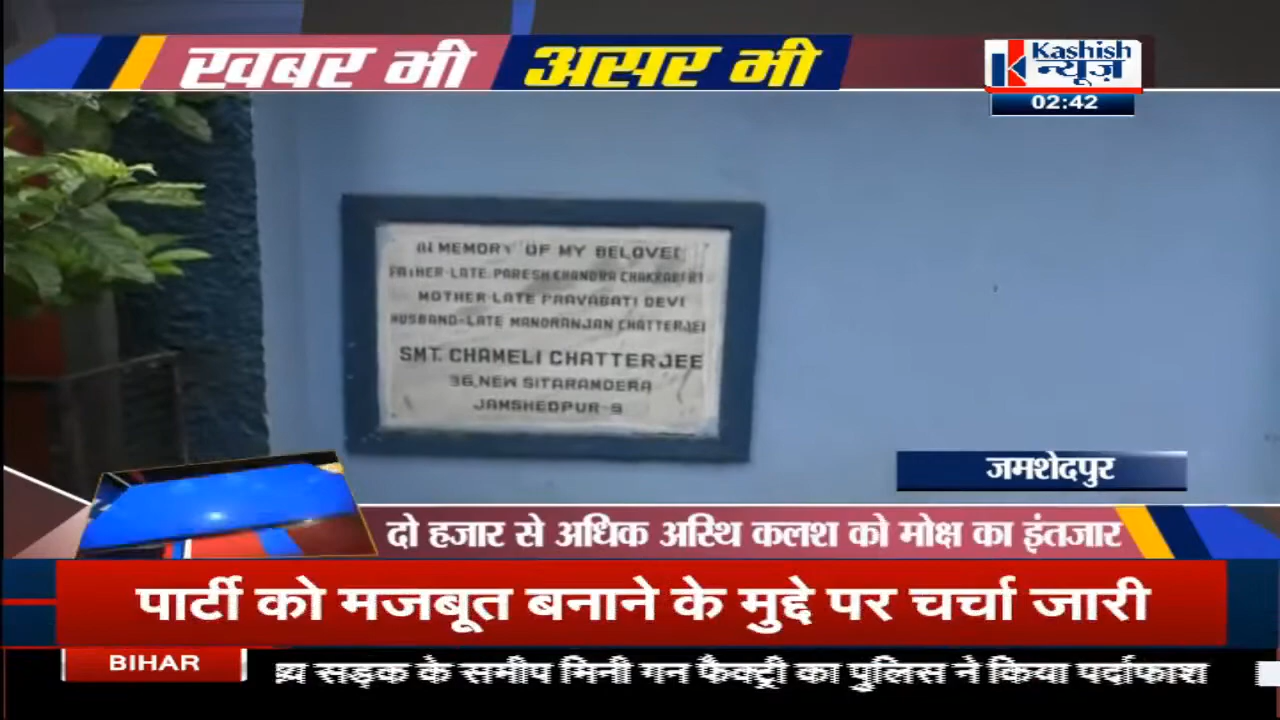 खबर भी असर भी
Kashish
न्यूज़
02:42
IN MEMORY OF MY BELOVED
FATHER-LATE. PARESH CHANDRA CHAKRABERTY
MOTHER-LATE PRAVABATI DEVI
HUSBAND-LATE MANORANJAN CHATTERJEE
SMT. CHAMELI CHATTERJEE
36, NEW SITARAMDERA
JAMSHEDPUR-9
जमशेदपुर
दो हजार से अधिक अस्थि कलश को मोक्ष का इंतजार
पार्टी को मजबूत बनाने के मुद्दे पर चर्चा जारी
BIHAR
सड़क के समीप मिनी गन फैक्ट्री का पुलिस ने किया पर्दाफाश